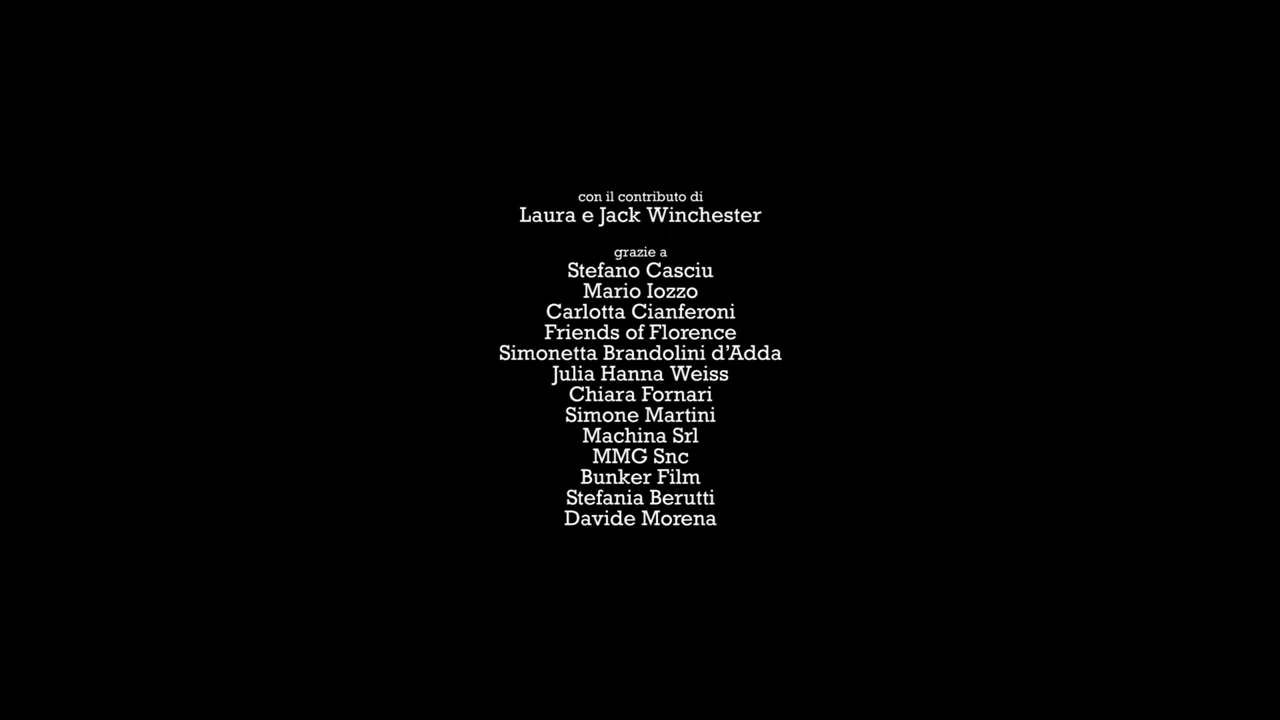 con il contributo di
Laura e Jack Winchester
grazie a
Stefano Casciu
Mario Iozzo
Carlotta Cianferoni
Friends of Florence
Simonetta Brandolini d'Adda
Julia Hanna Weiss
Chiara Fornari
Simone Martini
Machina Srl
MMG Snc
Bunker Film
Stefania Berutti
Davide Morena